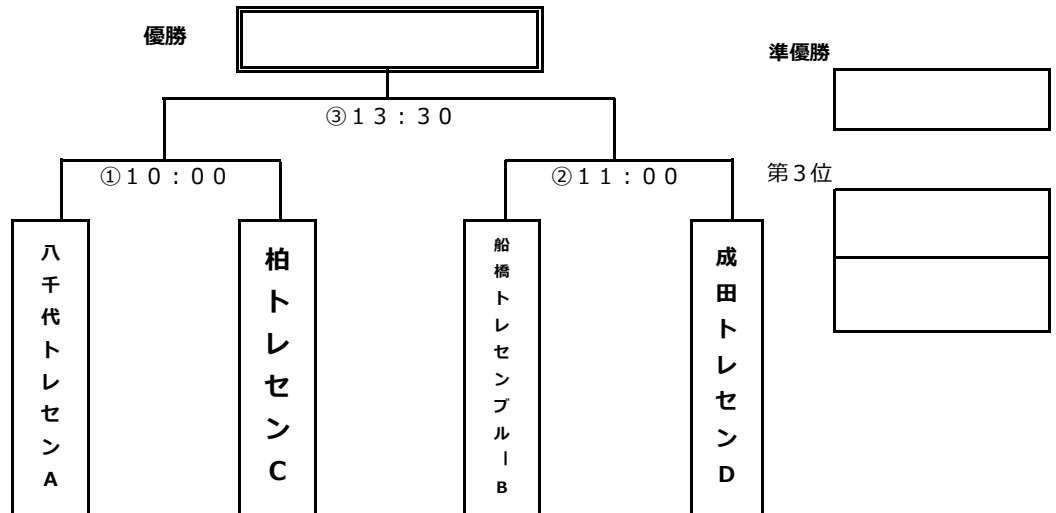 優勝
準優勝
③１３：３０
①１０：００
②１１：００
第３位
八千代トレセンA
柏トレセンC
船橋トレセンブルーB
成田トレセンD